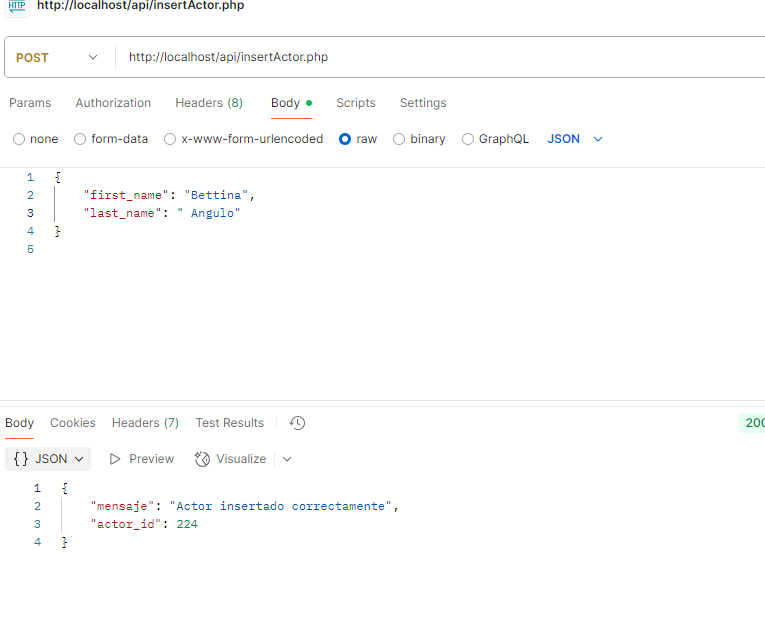 HTTP http://localhost/api/insertActor.php
POST http://localhost/api/insertActor.php
Params Authorization Headers (8) Body Scripts Settings
none form-data x-www-form-urlencoded raw binary GraphQL JSON
1 {
2 "first_name": "Bettina",
3 "last_name": " Angulo"
4 }
5
Body Cookies Headers (7) Test Results 200
{} JSON Preview Visualize
1 {
2 "mensaje": "Actor insertado correctamente",
3 "actor_id": 224
4 }